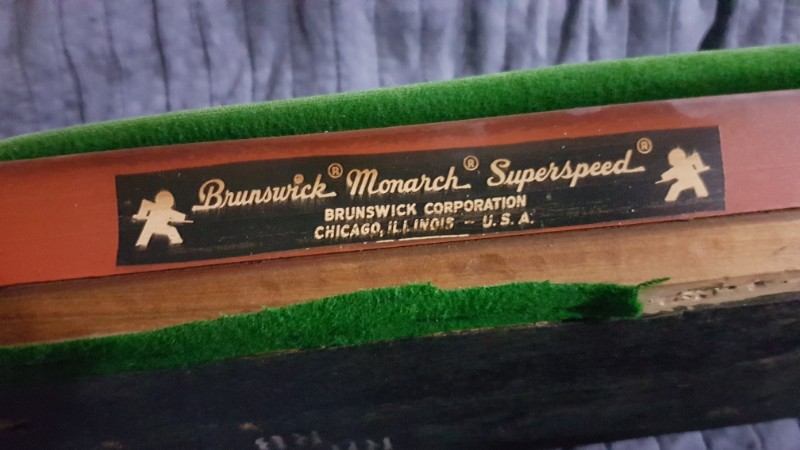 Brunswick® Monarch® Superspeed®
BRUNSWICK CORPORATION
CHICAGO, ILLINOIS — U.S.A.